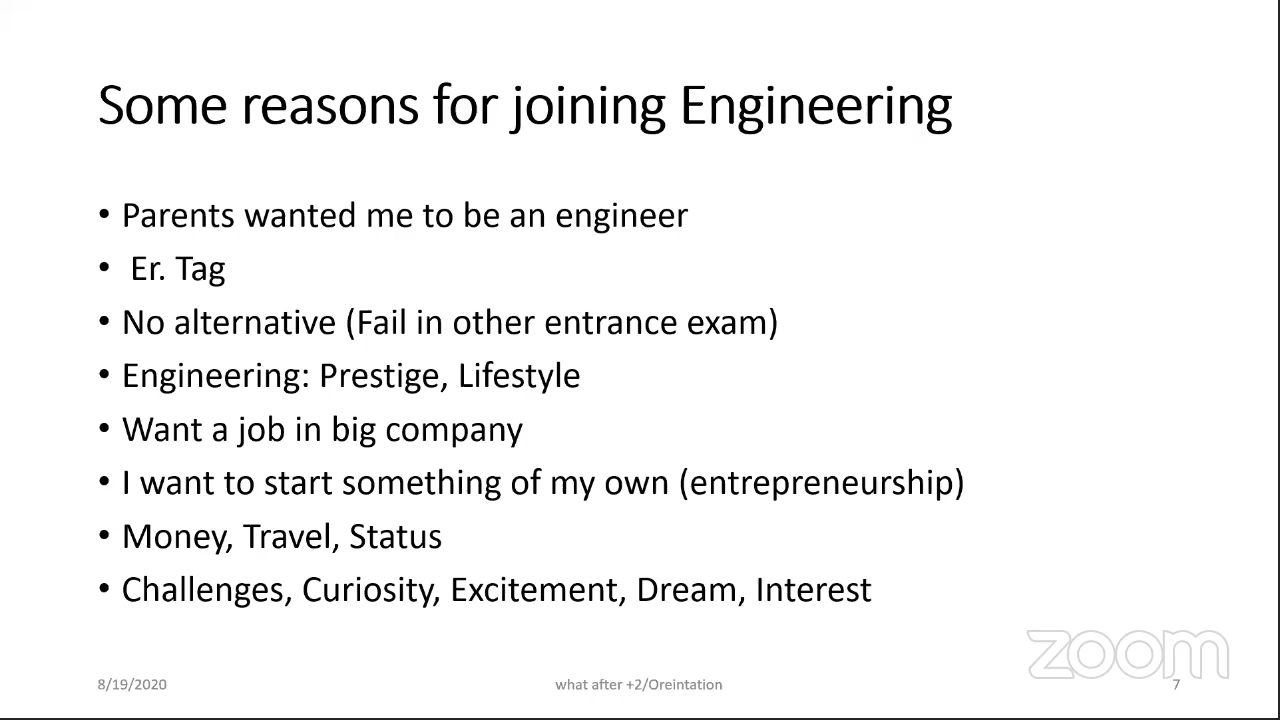 Some reasons for joining Engineering
• Parents wanted me to be an engineer
• Er. Tag
• No alternative (Fail in other entrance exam)
• Engineering: Prestige, Lifestyle
• Want a job in big company
• I want to start something of my own (entrepreneurship)
• Money, Travel, Status
• Challenges, Curiosity, Excitement, Dream, Interest
zoom
8/19/2020
what after +2/Oreintation
7